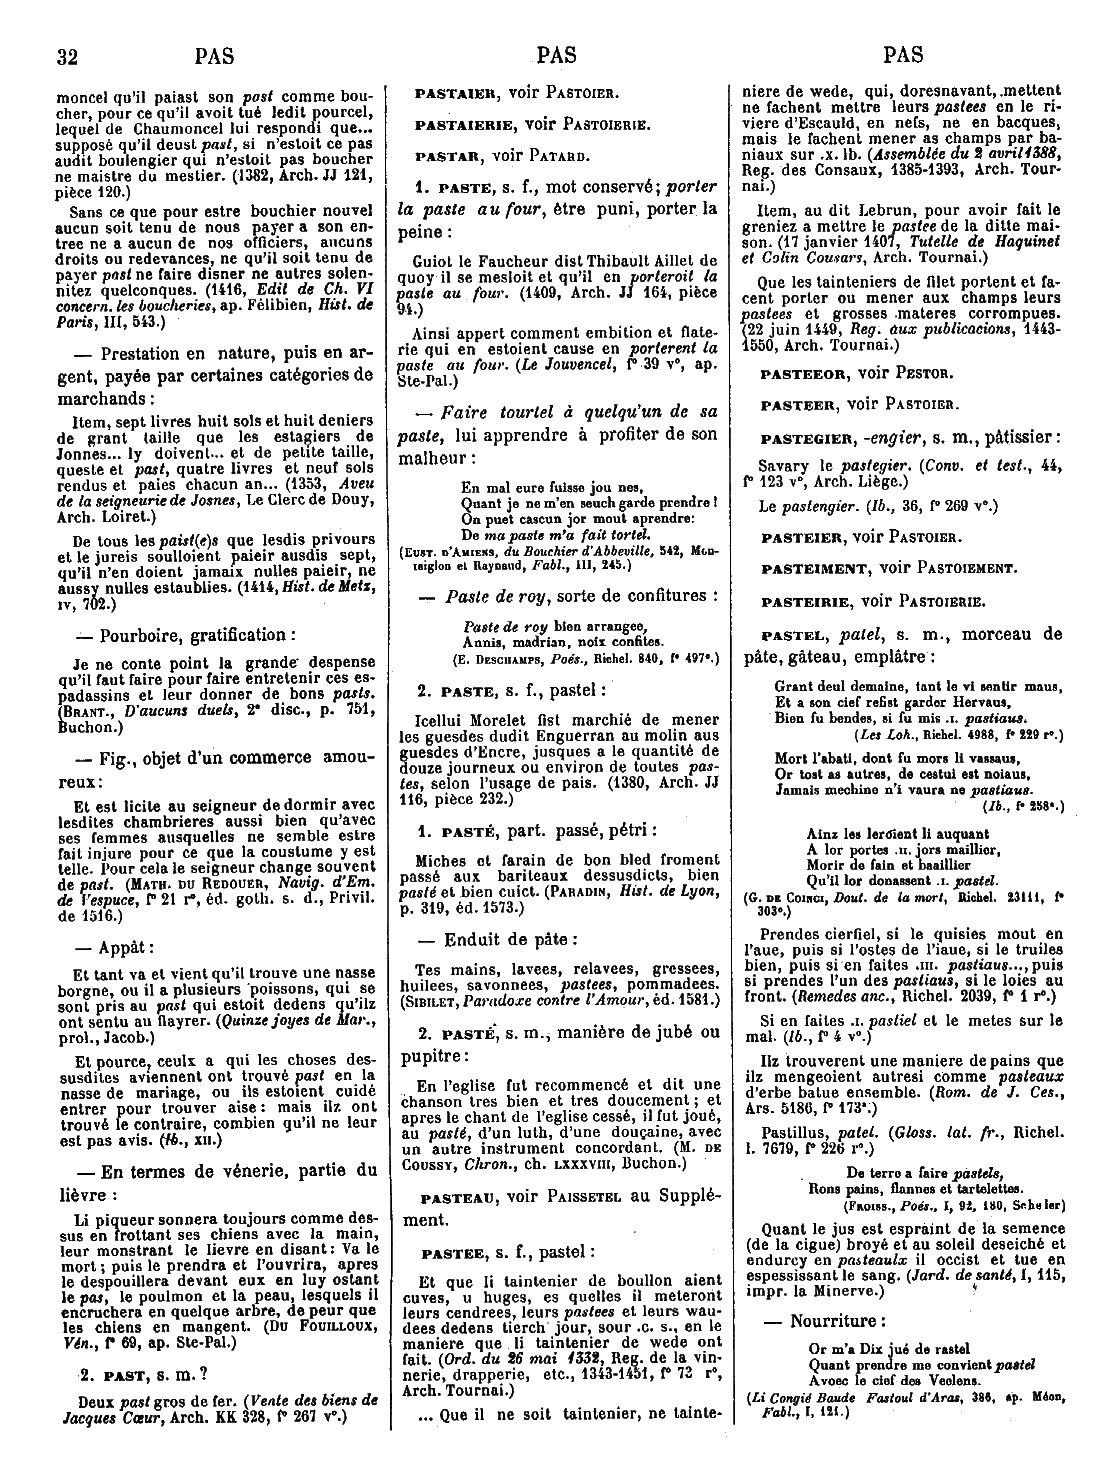 32 PAS PAS PAS
moncel qu'il paiast son past comme bou-
cher, pour ce qu'il avoit tué ledit pourcel,
lequel de Chaumoncel lui respondi que...
supposé qu'il deust past, si n'estoit ce pas
audit boulengier qui n'estoit pas boucher
ne maistre du mestier. (1382, Arch. JJ 121,
pièce 120.)
Sans ce que pour estre bouchier nouvel
aucun soit tenu de nous payer a son en-
tree ne a aucun de nos officiers, aucuns
droits ou redevances, ne qu'il soit tenu de
payer past ne faire disner ne autres solen-
nitez quelconques. (1416, Edit de Ch. VI
concern. les boucheries, ap. Félibien, Hist. de
Paris, III, 543.)
— Prestation en nature, puis en ar-
gent, payée par certaines catégories de
marchands :
Item, sept livres huit sols et huit deniers
de grant taille que les estagiers de
Jonnes... ly doivent... et de petite taille,
queste et past, quatre livres et neuf sols
rendus et paies chacun an... (1353, Aveu
de la seigneurie de Josnes, Le Clerc de Douy,
Arch. Loiret.)
De tous les paist(e)s que lesdis privours
et le jureis soulloient paieir ausdis sept,
qu'il n'en doient jamaix nulles paieir, ne
aussy nulles estaublies. (1414, Hist. de Metz,
IV, 702.)
— Pourboire, gratification :
Je ne conte point la grande despense
qu'il faut faire pour faire entretenir ces es-
padassins et leur donner de bons pasts.
(BRANT., D'aucuns duels, 2e disc., p. 751,
Buchon.)
— Fig., objet d'un commerce amou-
reux :
Et est licite au seigneur de dormir avec
lesdites chambrieres aussi bien qu'avec
ses femmes ausquelles ne semble estre
fait injure pour ce que la coustume y est
telle. Pour cela le seigneur change souvent
de past. (MATH. DU REDOUER, Navig. d'Em.
de Vespuce, f° 21 r°, éd. goth. s. d., Privil.
de 1516.)
— Appât :
Et tant va et vient qu'il trouve une nasse
borgne, ou il a plusieurs poissons, qui se
sont pris au past qui estoit dedens qu'ilz
ont sentu au flayrer. (Quinze joyes de Mar.,
prol., Jacob.)
Et pource, ceulx a qui les choses des-
susdites aviennent ont trouvé past en la
nasse de mariage, ou ils estoient cuidé
entrer pour trouver aise : mais ilz ont
trouvé le contraire, combien qu'il ne leur
est pas avis. (Ib., XII.)
— En termes de vénerie, partie du
lièvre :
Li piqueur sonnera toujours comme des-
sus en frottant ses chiens avec la main,
leur monstrant le lievre en disant : Va le
mort ; puis le prendra et l'ouvrira, apres
le despouillera devant eux en luy ostant
le pas, le poulmon et la peau, lesquels il
encruchera en quelque arbre, de peur que
les chiens en mangent. (DU FOUILLOUX,
Vén., f° 69, ap. Ste-Pal.)
2. PAST, s. m. ?
Deux past gros de fer. (Vente des biens de
Jacques Cœur, Arch. KK 328, f° 267 v°.)
PASTAIER, voir PASTOIER.
PASTAIERIE, voir PASTOIERIE.
PASTAR, voir PATARD.
1. PASTE, s. f., mot conservé ; porter
la paste au four, être puni, porter la
peine :
Guiot le Faucheur dist Thibault Aillet de
quoy il se mesloit et qu'il en porteroit la
paste au four. (1409, Arch. JJ 164, pièce
94.)
Ainsi appert comment embition et flate-
rie qui en estoient cause en porterent la
paste au four. (Le Jouvencel, f° 39 v°, ap.
Ste-Pal.)
— Faire tourtel à quelqu'un de sa
paste, lui apprendre à profiter de son
malheur :
En mal eure fuisse jou nes,
Quant je ne m'en seuch garde prendre !
On puet cascun jor mout aprendre :
De ma paste m'a fait tortel.
(EUST. D'AMIENS, du Bouchier d'Abbeville, 542, Mon-
taiglon et Raynaud, Fabl., III, 245.)
— Paste de roy, sorte de confitures :
Paste de roy bien arrangee,
Annis, madrian, noix confites.
(E. DESCHAMPS, Poés., Richel. 840, f° 497ª.)
2. PASTE, s. f., pastel :
Icellui Morelet fist marchié de mener
les guesdes dudit Enguerran au molin aus
guesdes d'Encre, jusques a le quantité de
douze journeux ou environ de toutes pas-
tes, selon l'usage de pais. (1380, Arch. JJ
116, pièce 232.)
1. PASTÉ, part. passé, pétri :
Miches et farain de bon bled froment
passé aux bariteaux dessusdicts, bien
pasté et bien cuict. (PARADIN, Hist. de Lyon,
p. 319, éd. 1573.)
— Enduit de pâte :
Tes mains, lavees, relavees, gressees,
huilees, savonnees, pastees, pommadees.
(SIBILET, Paradoxe contre l'Amour, éd. 1581.)
2. PASTÉ, s. m., manière de jubé ou
pupitre :
En l'eglise fut recommencé et dit une
chanson tres bien et tres doucement ; et
apres le chant de l'eglise cessé, il fut joué,
au pasté, d'un luth, d'une douçaine, avec
un autre instrument concordant. (M. DE
COUSSY, Chron., ch. LXXXVIII, Buchon.)
PASTEAU, voir PAISSETEL au Supplé-
ment.
PASTEE, s. f., pastel :
Et que li taintenier de boullon aient
cuves, u huges, es quelles il meteront
leurs cendrees, leurs pastees et leurs wau-
dees dedens tierch jour, sour .c. s., en le
maniere que li taintenier de wede ont
fait. (Ord. du 26 mai 1332, Reg. de la vin-
nerie, drapperie, etc., 1343-1451, f° 73 r°,
Arch. Tournai.)
... Que il ne soit taintenier, ne tainte-
niere de wede, qui, doresnavant, mettent
ne fachent mettre leurs pastees en le ri-
viere d'Escauld, en nefs, ne en bacques,
mais le fachent mener as champs par ba-
niaux sur .x. lb. (Assemblée du 2 avril 1388,
Reg. des Consaux, 1385-1393, Arch. Tour-
nai.)
Item, au dit Lebrun, pour avoir fait le
greniez a mettre le pastee de la ditte mai-
son. (17 janvier 1407, Tutelle de Haquinet
et Colin Cousars, Arch. Tournai.)
Que les tainteniers de filet portent et fa-
cent porter ou mener aux champs leurs
pastees et grosses materes corrompues.
(22 juin 1449, Reg. aux publicacions, 1443-
1550, Arch. Tournai.)
PASTEEOR, voir PESTOR.
PASTEER, voir PASTOIER.
PASTEGIER, -engier, s. m., pâtissier :
Savary le pastegier. (Conv. et test., 44,
f° 123 v°, Arch. Liège.)
Le pastengier. (Ib., 36, f° 269 v°.)
PASTEIER, voir PASTOIER.
PASTEIMENT, voir PASTOIEMENT.
PASTEIRIE, voir PASTOIERIE.
PASTEL, patel, s. m., morceau de
pâte, gâteau, emplâtre :
Grant deul demaine, tant le vi sentir maus,
Et a son cief refist garder Hervaus,
Bien fu bendes, si fu mis .I. pastiaus.
(Les Loh., Richel. 4988, f° 229 r°.)
Mort l'abati, dont fu mors li vassaus,
Or tost as autres, de cestui est noiaus,
Jamais mechine n'i vaura ne pastiaus.
(Ib., f° 258ª.)
Ainz les leroient li auquant
A lor portes .II. jors maillier,
Morir de fain et baaillier
Qu'il lor donassent .I. pastel.
(G. DE COINCI, Dout. de la mort, Richel. 23111, f°
303ª.)
Prendes cierfiel, si le quisies mout en
l'aue, puis si l'ostes de l'iaue, si le truiles
bien, puis si en faites .III. pastiaus..., puis
si prendes l'un des pastiaus, si le loies au
front. (Remedes anc., Richel. 2039, f° 1 r°.)
Si en faites .I. pastiel et le metes sur le
mal. (Ib., f° 4 v°.)
Ilz trouverent une maniere de pains que
ilz mengeoient autresi comme pasteaux
d'erbe batue ensemble. (Rom. de J. Ces.,
Ars. 5186, f° 173ª.)
Pastillus, patel. (Gloss. lat. fr., Richel.
l. 7679, f° 226 r°.)
De terre a faire pastels,
Rons pains, flannes et tartelettes.
(FROISS., Poés., I, 92, 180, Scheler)
Quant le jus est espraint de la semence
(de la cigue) broyé et au soleil deseiché et
endurcy en pasteaulx il occist et tue en
espessissant le sang. (Jard. de santé, I, 115,
impr. la Minerve.)
— Nourriture :
Or m'a Dix jué de rastel
Quant prendre me convient pastel
Avoec le cief des Veolens.
(Li Congié Baude Fastoul d'Aras, 386, ap. Méon,
Fabl., I, 121.)